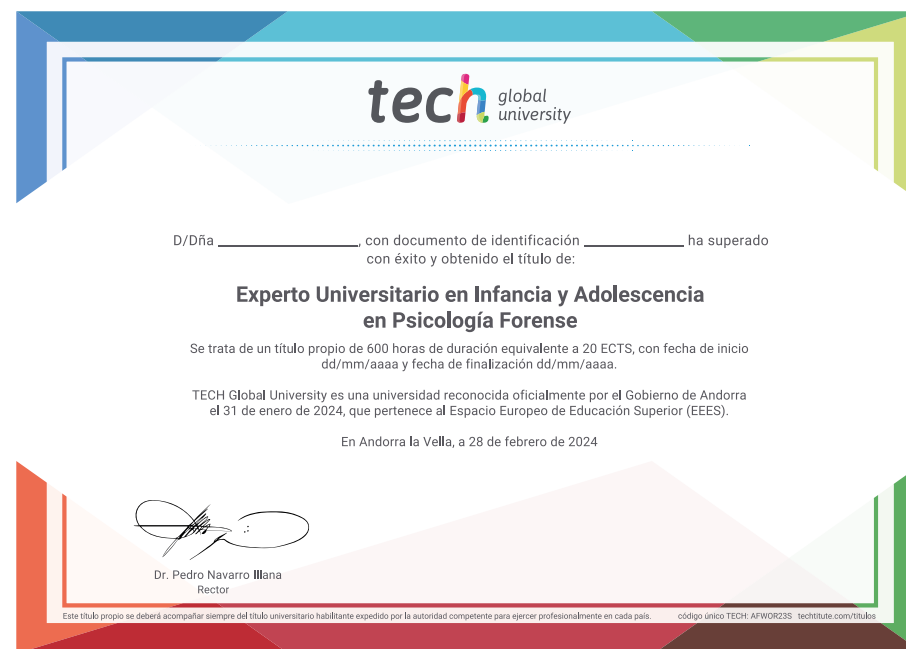 tech global university
D/Dña ____________________, con documento de identificación ______________ ha superado
con éxito y obtenido el título de:
Experto Universitario en Infancia y Adolescencia
en Psicología Forense
Se trata de un título propio de 600 horas de duración equivalente a 20 ECTS, con fecha de inicio
dd/mm/aaaa y fecha de finalización dd/mm/aaaa.
TECH Global University es una universidad reconocida oficialmente por el Gobierno de Andorra
el 31 de enero de 2024, que pertenece al Espacio Europeo de Educación Superior (EEES).
En Andorra la Vella, a 28 de febrero de 2024
Dr. Pedro Navarro Illana
Rector
Este título propio se deberá acompañar siempre del título universitario habilitante expedido por la autoridad competente para ejercer profesionalmente en cada país. código único TECH: AFWOR23S techtitute.com/titulos